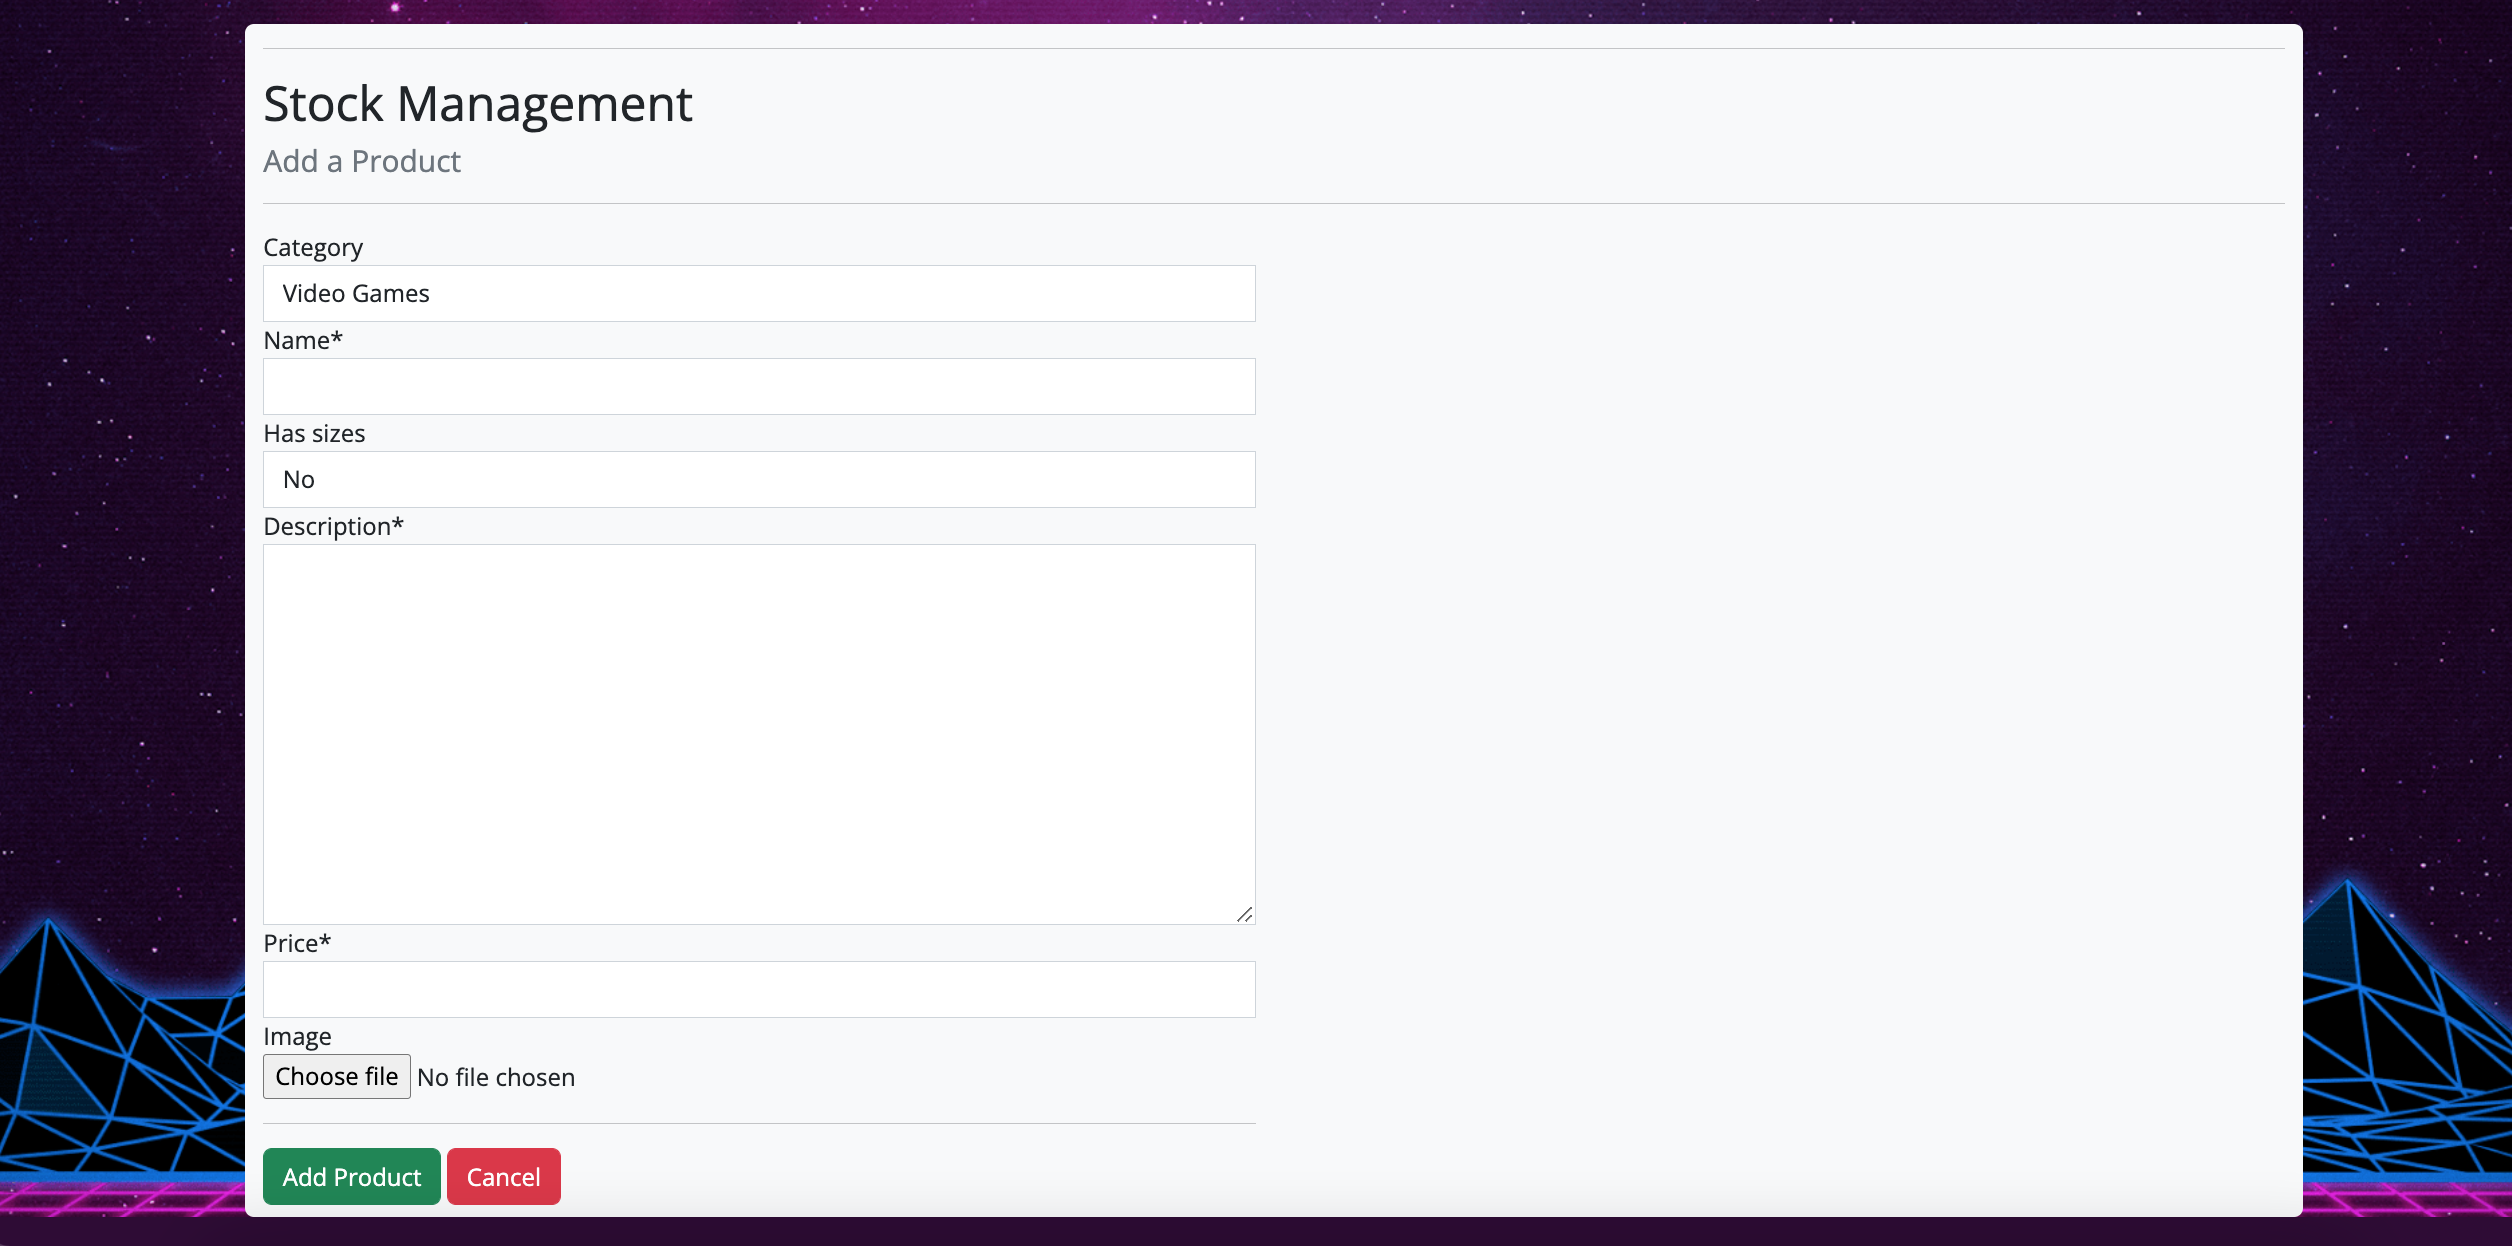 Stock Management
Add a Product
Category
Video Games
Name*
Has sizes
No
Description*
Price*
Image
Choose file No file chosen
Add Product Cancel